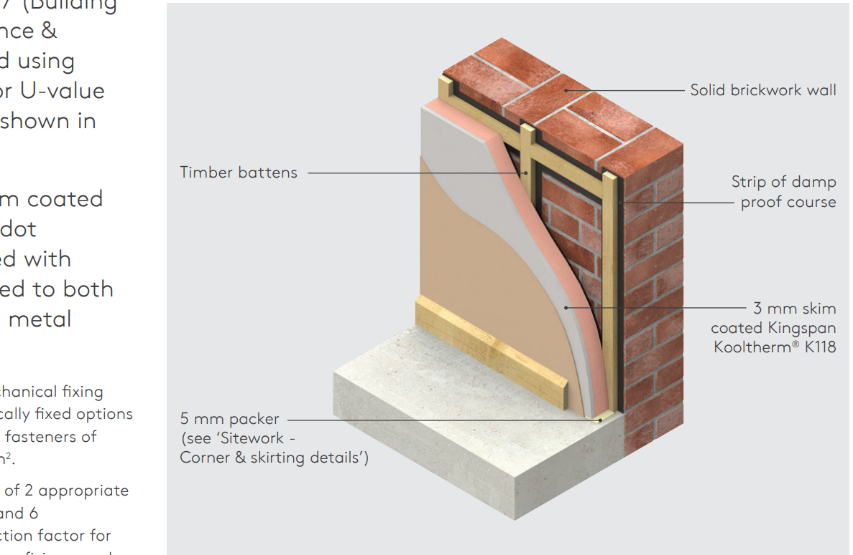 7 (Building
nce &
d using
or U-value
shown in
m coated
dot
ed with
ed to both
metal
chanical fixing
cally fixed options
fasteners of
n².
of 2 appropriate
and 6
ction factor for
Solid brickwork wall
Timber battens
Strip of damp
proof course
3 mm skim
coated Kingspan
Kooltherm® K118
5 mm packer
(see ‘Sitework -
Corner & skirting details’)